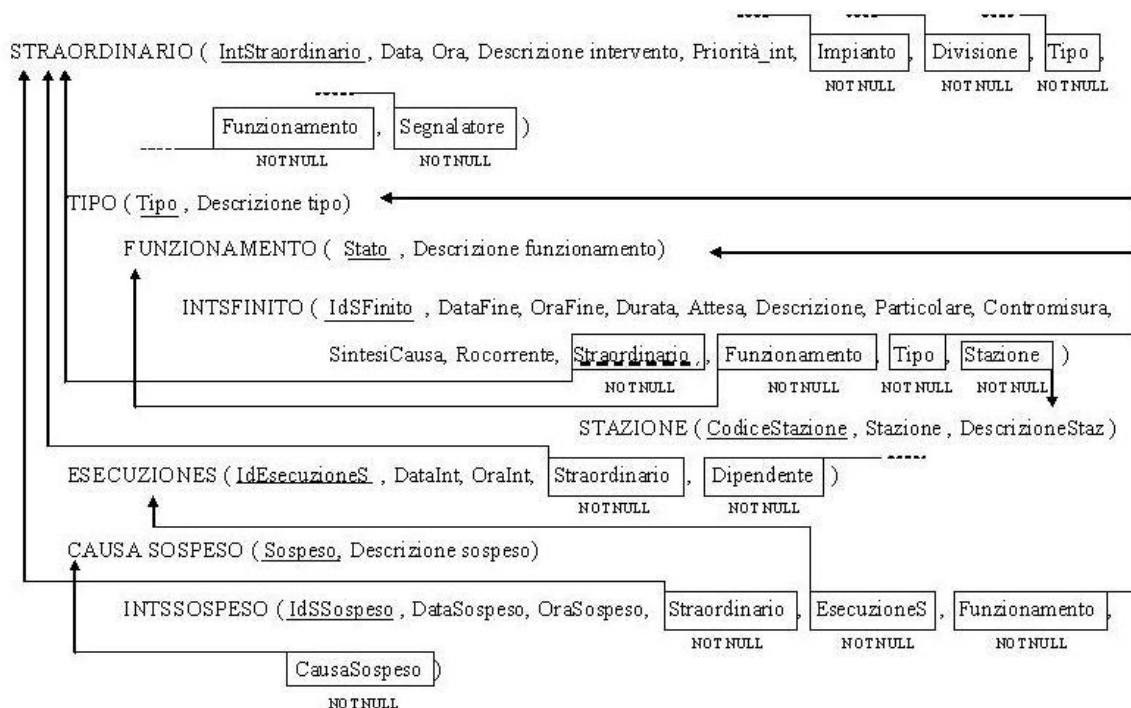 STRAORDINARIO ( IntStraordinario , Data, Ora, Descrizione intervento, Priorità_int, Impianto , Divisione , Tipo ,
NOT NULL NOT NULL NOT NULL
Funzionamento , Segnalatore )
NOT NULL NOT NULL
TIPO ( Tipo , Descrizione tipo)
FUNZIONAMENTO ( Stato , Descrizione funzionamento)
INTSFINITO ( IdSFinito , DataFine, OraFine, Durata, Attesa, Descrizione, Particolare, Contromisura,
SintesiCausa, Rocorrente, Straordinario , Funzionamento , Tipo , Stazione )
NOT NULL NOT NULL NOT NULL NOT NULL
STAZIONE ( CodiceStazione , Stazione , DescrizioneStaz )
ESECUZIONES ( IdEsecuzioneS , DataInt, OraInt, Straordinario , Dipendente )
NOT NULL NOT NULL
CAUSA SOSPESO ( Sospeso, Descrizione sospeso)
INTSSOSPESO ( IdSSospeso , DataSospeso, OraSospeso, Straordinario , EsecuzioneS , Funzionamento ,
NOT NULL NOT NULL NOT NULL
CausaSospeso )
NOT NULL